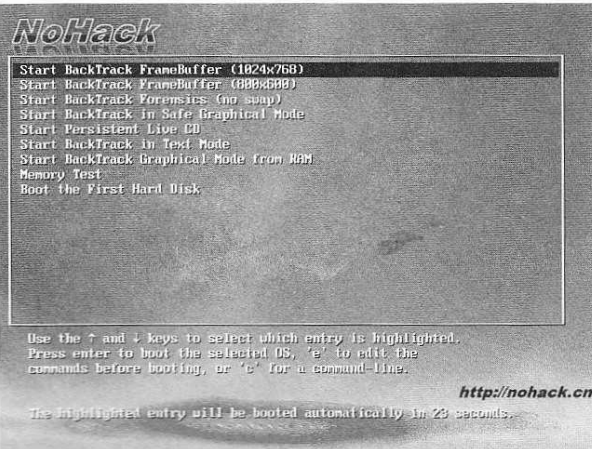 NoHack
Start BackTrack FrameBuffer (1024x768)
Start BackTrack FrameBuffer (800x600)
Start BackTrack Forensics (no swap)
Start BackTrack in Safe Graphical Mode
Start Persistent Live CD
Start BackTrack in Text Mode
Start BackTrack Graphical Mode from RAM
Memory Test
Boot the First Hard Disk
Use the ↑ and ↓ keys to select which entry is highlighted.
Press enter to boot the selected OS, 'e' to edit the
commands before booting, or 'c' for a command-line.
http://nohack.cn
The highlighted entry will be booted automatically in 23 seconds.